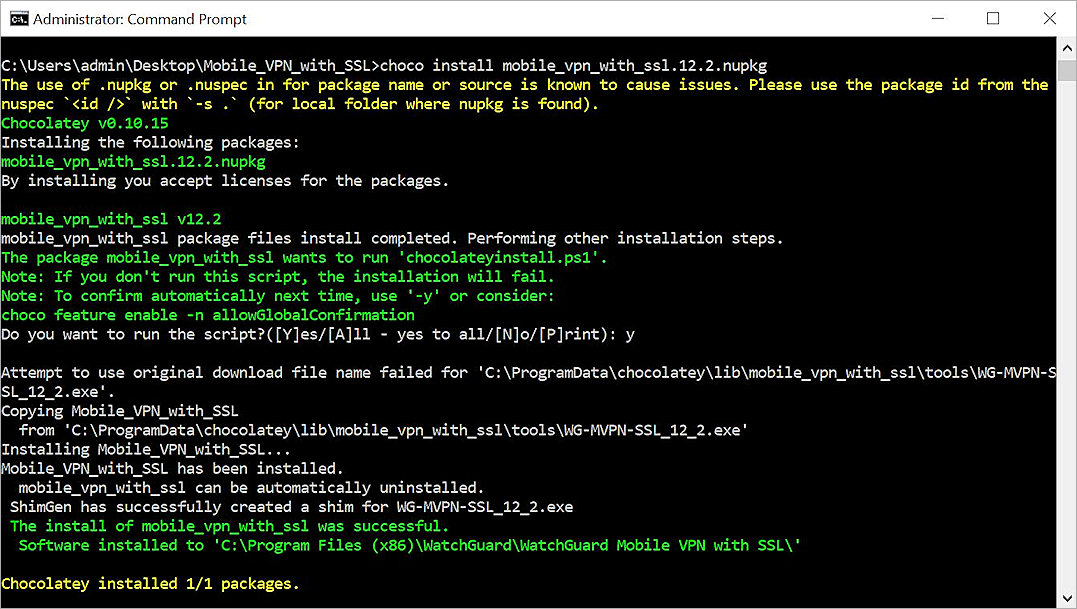 Administrator: Command Prompt
C:\Users\admin\Desktop\Mobile_VPN_with_SSL>choco install mobile_vpn_with_ssl.12.2.nupkg
The use of .nupkg or .nuspec in for package name or source is known to cause issues. Please use the package id from the
nuspec `<id />` with `-s .` (for local folder where nupkg is found).
Chocolatey v0.10.15
Installing the following packages:
mobile_vpn_with_ssl.12.2.nupkg
By installing you accept licenses for the packages.
mobile_vpn_with_ssl v12.2
mobile_vpn_with_ssl package files install completed. Performing other installation steps.
The package mobile_vpn_with_ssl wants to run 'chocolateyinstall.ps1'.
Note: If you don't run this script, the installation will fail.
Note: To confirm automatically next time, use '-y' or consider:
choco feature enable -n allowGlobalConfirmation
Do you want to run the script?([Y]es/[A]ll - yes to all/[N]o/[P]rint): y
Attempt to use original download file name failed for 'C:\ProgramData\chocolatey\lib\mobile_vpn_with_ssl\tools\WG-MVPN-S
SL_12_2.exe'.
Copying Mobile_VPN_with_SSL
from 'C:\ProgramData\chocolatey\lib\mobile_vpn_with_ssl\tools\WG-MVPN-SSL_12_2.exe'
Installing Mobile_VPN_with_SSL...
Mobile_VPN_with_SSL has been installed.
mobile_vpn_with_ssl can be automatically uninstalled.
ShimGen has successfully created a shim for WG-MVPN-SSL_12_2.exe
The install of mobile_vpn_with_ssl was successful.
Software installed to 'C:\Program Files (x86)\WatchGuard\WatchGuard Mobile VPN with SSL\'
Chocolatey installed 1/1 packages.